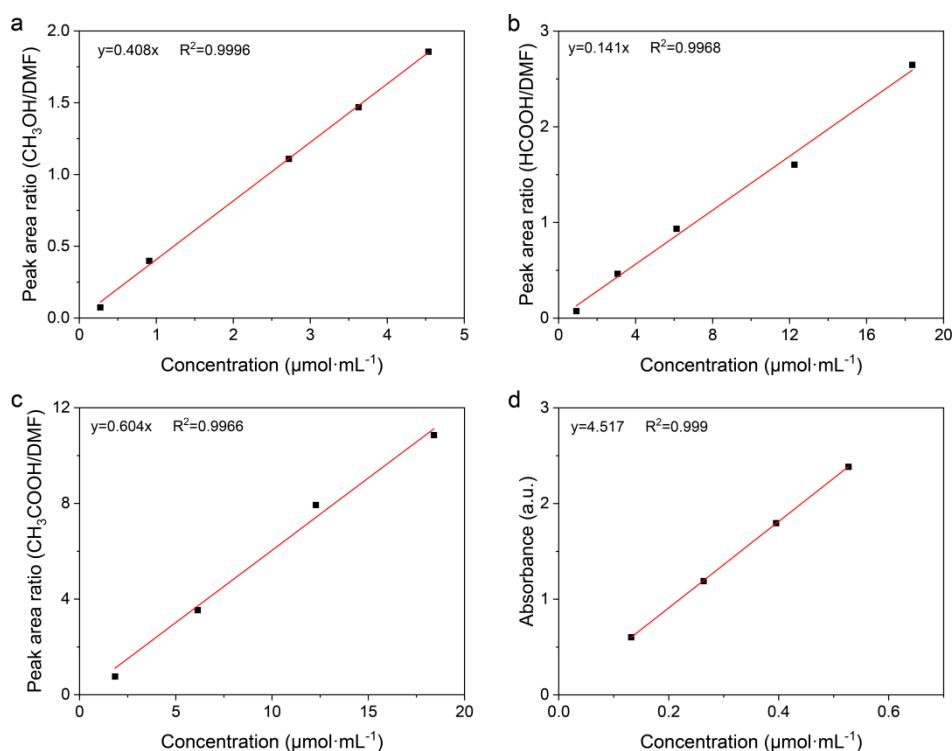 a
y=0.408x R²=0.9996
2.0
1.5
1.0
0.5
0.0
0 1 2 3 4 5
Peak area ratio (CH₃OH/DMF)
Concentration (μmol·mL⁻¹)
b
y=0.141x R²=0.9968
3
2
1
0
0 4 8 12 16 20
Peak area ratio (HCOOH/DMF)
Concentration (μmol·mL⁻¹)
c
y=0.604x R²=0.9966
12
8
4
0
0 5 10 15 20
Peak area ratio (CH₃COOH/DMF)
Concentration (μmol·mL⁻¹)
d
y=4.517 R²=0.999
3
2
1
0
0.0 0.2 0.4 0.6
Absorbance (a.u.)
Concentration (μmol·mL⁻¹)